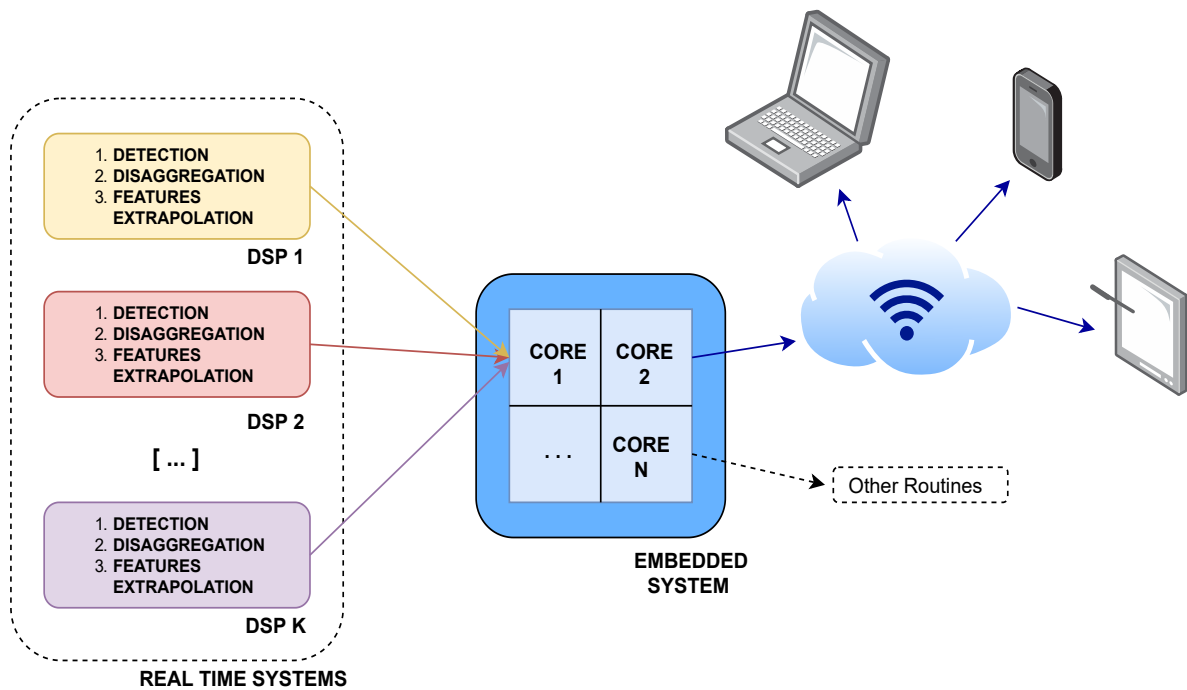 1. DETECTION
2. DISAGGREGATION
3. FEATURES
EXTRAPOLATION
DSP 1
1. DETECTION
2. DISAGGREGATION
3. FEATURES
EXTRAPOLATION
DSP 2
[ ... ]
1. DETECTION
2. DISAGGREGATION
3. FEATURES
EXTRAPOLATION
DSP K
REAL TIME SYSTEMS
CORE
1
CORE
2
. . .
CORE
N
EMBEDDED
SYSTEM
Other Routines